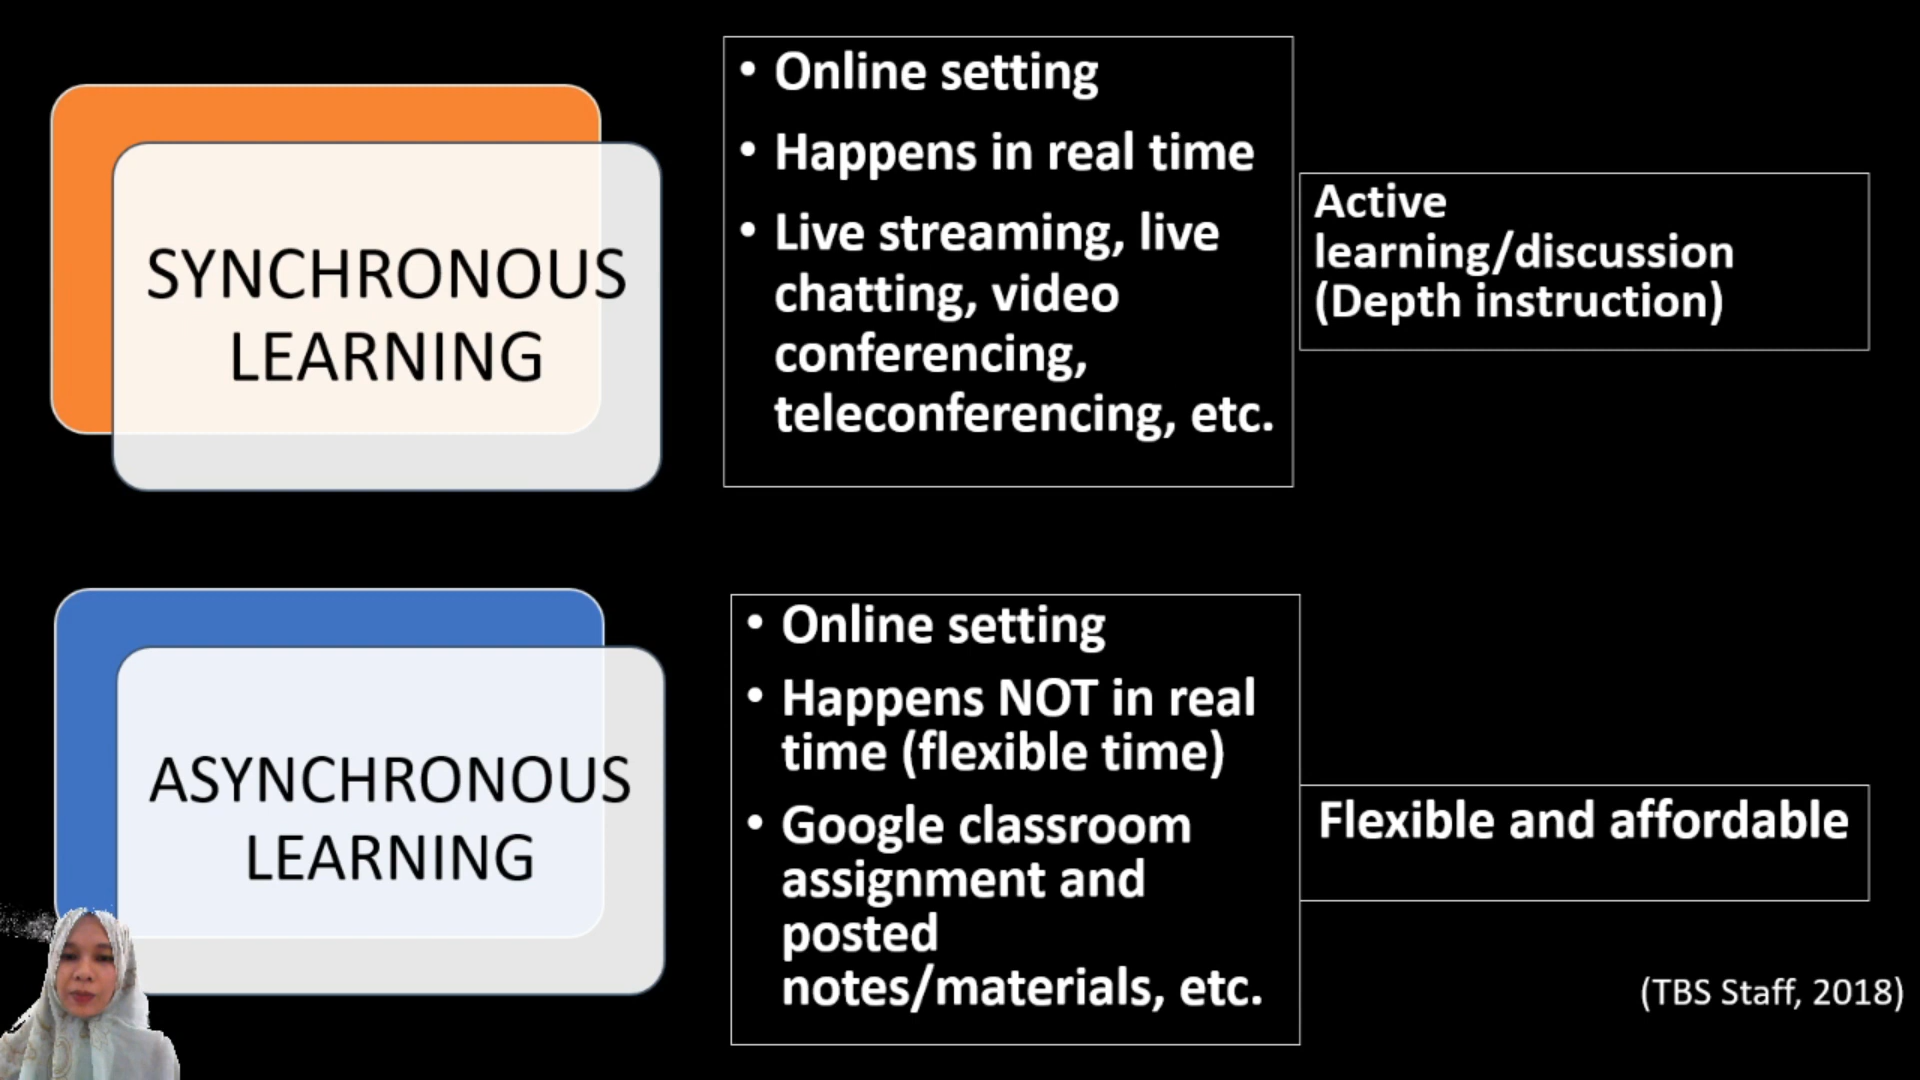 SYNCHRONOUS
LEARNING
• Online setting
• Happens in real time
• Live streaming, live
chatting, video
conferencing,
teleconferencing, etc.
Active
learning/discussion
(Depth instruction)
ASYNCHRONOUS
LEARNING
• Online setting
• Happens NOT in real
time (flexible time)
• Google classroom
assignment and
posted
notes/materials, etc.
Flexible and affordable
(TBS Staff, 2018)